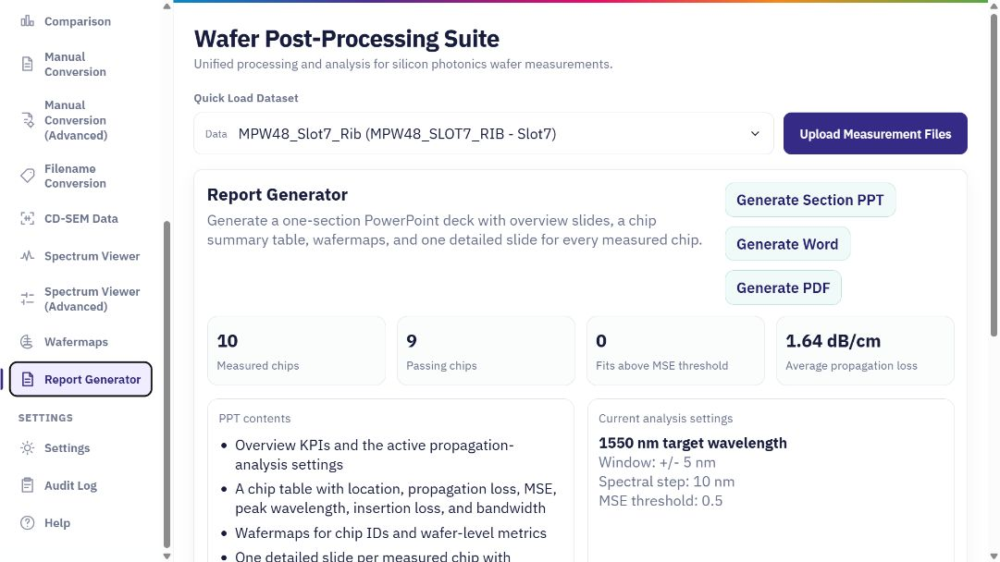 Comparison
Manual
Conversion
Manual
Conversion
(Advanced)
Filename
Conversion
CD-SEM Data
Spectrum Viewer
Spectrum Viewer
(Advanced)
Wafermaps
Report Generator
SETTINGS
Settings
Audit Log
Help
Wafer Post-Processing Suite
Unified processing and analysis for silicon photonics wafer measurements.
Quick Load Dataset
Data MPW48_Slot7_Rib (MPW48_SLOT7_RIB - Slot7)
Upload Measurement Files
Report Generator
Generate a one-section PowerPoint deck with overview slides, a chip
summary table, wafermaps, and one detailed slide for every measured chip.
Generate Section PPT
Generate Word
Generate PDF
10
Measured chips
9
Passing chips
0
Fits above MSE threshold
1.64 dB/cm
Average propagation loss
PPT contents
• Overview KPIs and the active propagation-
analysis settings
• A chip table with location, propagation loss, MSE,
peak wavelength, insertion loss, and bandwidth
• Wafermaps for chip IDs and wafer-level metrics
• One detailed slide per measured chip with
Current analysis settings
1550 nm target wavelength
Window: +/- 5 nm
Spectral step: 10 nm
MSE threshold: 0.5